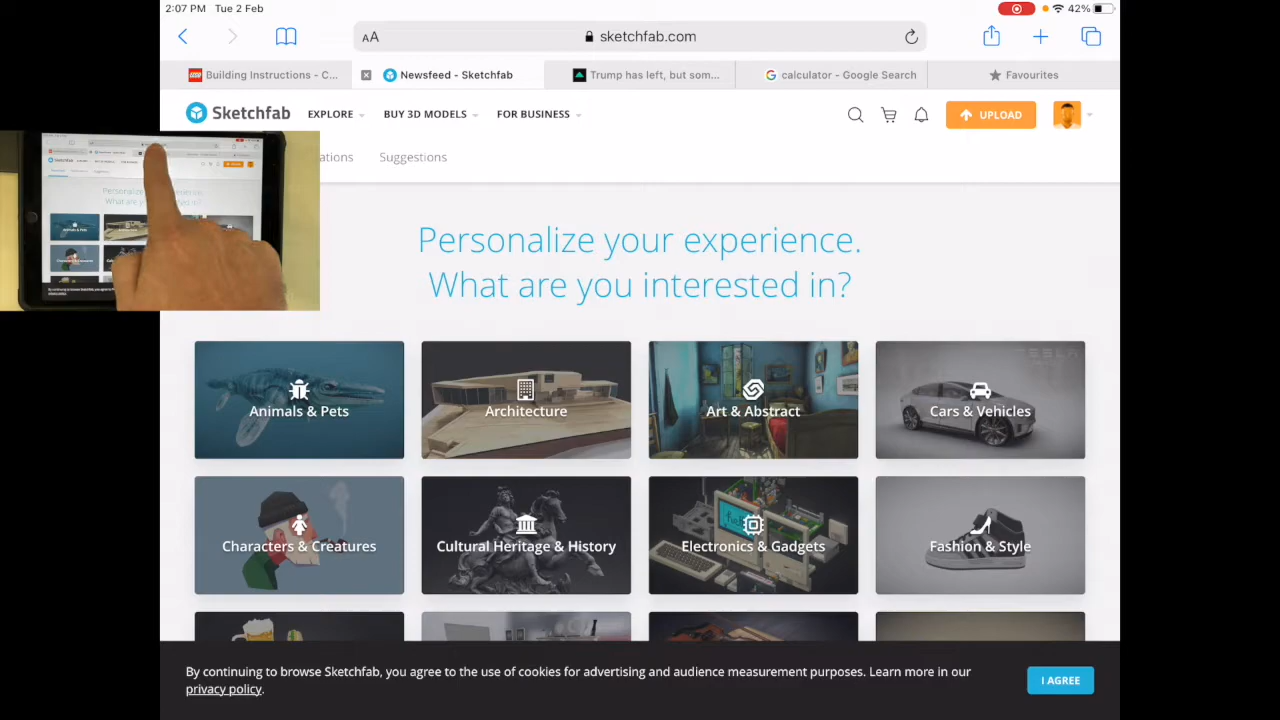 2:07 PM Tue 2 Feb
42%
AA
sketchfab.com
Building Instructions - C...
Newsfeed - Sketchfab
Trump has left, but som...
calculator - Google Search
Favourites
Sketchfab
EXPLORE
BUY 3D MODELS
FOR BUSINESS
UPLOAD
ations
Suggestions
Personalize your experience.
What are you interested in?
Animals & Pets
Architecture
Art & Abstract
Cars & Vehicles
Characters & Creatures
Cultural Heritage & History
Electronics & Gadgets
Fashion & Style
By continuing to browse Sketchfab, you agree to the use of cookies for advertising and audience measurement purposes. Learn more in our
privacy policy.
I AGREE